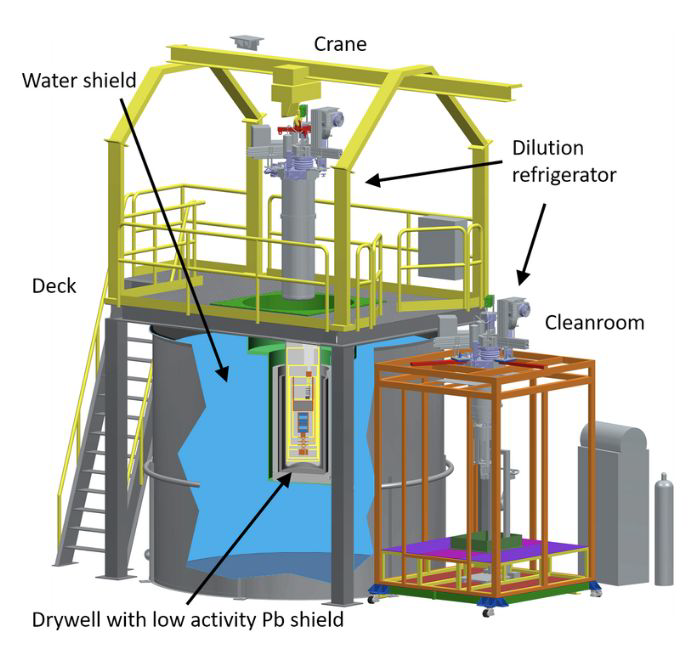 Crane
Water shield
Dilution
refrigerator
Deck
Cleanroom
Drywell with low activity Pb shield